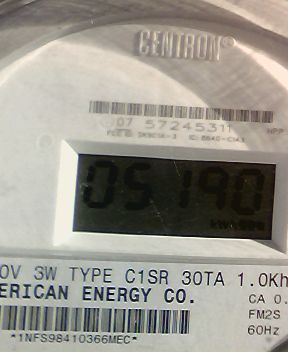 CENTRON®
07 57245311 HPP
05190
0V 3W TYPE C1SR 30TA 1.0Kh
ERICAN ENERGY CO. CA 0.
FM2S
60Hz
*1NFS98410366MEC*